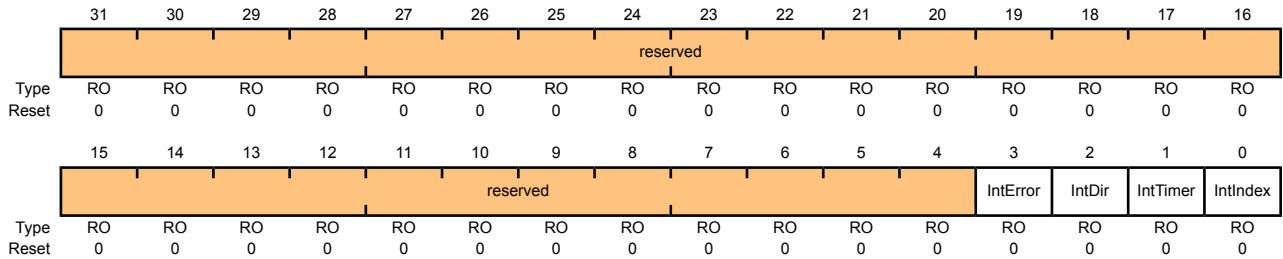 31 30 29 28 27 26 25 24 23 22 21 20 19 18 17 16
reserved
Type RO RO RO RO RO RO RO RO RO RO RO RO RO RO RO RO
Reset 0 0 0 0 0 0 0 0 0 0 0 0 0 0 0 0
15 14 13 12 11 10 9 8 7 6 5 4 3 2 1 0
reserved IntError IntDir IntTimer IntIndex
Type RO RO RO RO RO RO RO RO RO RO RO RO RO RO RO RO
Reset 0 0 0 0 0 0 0 0 0 0 0 0 0 0 0 0